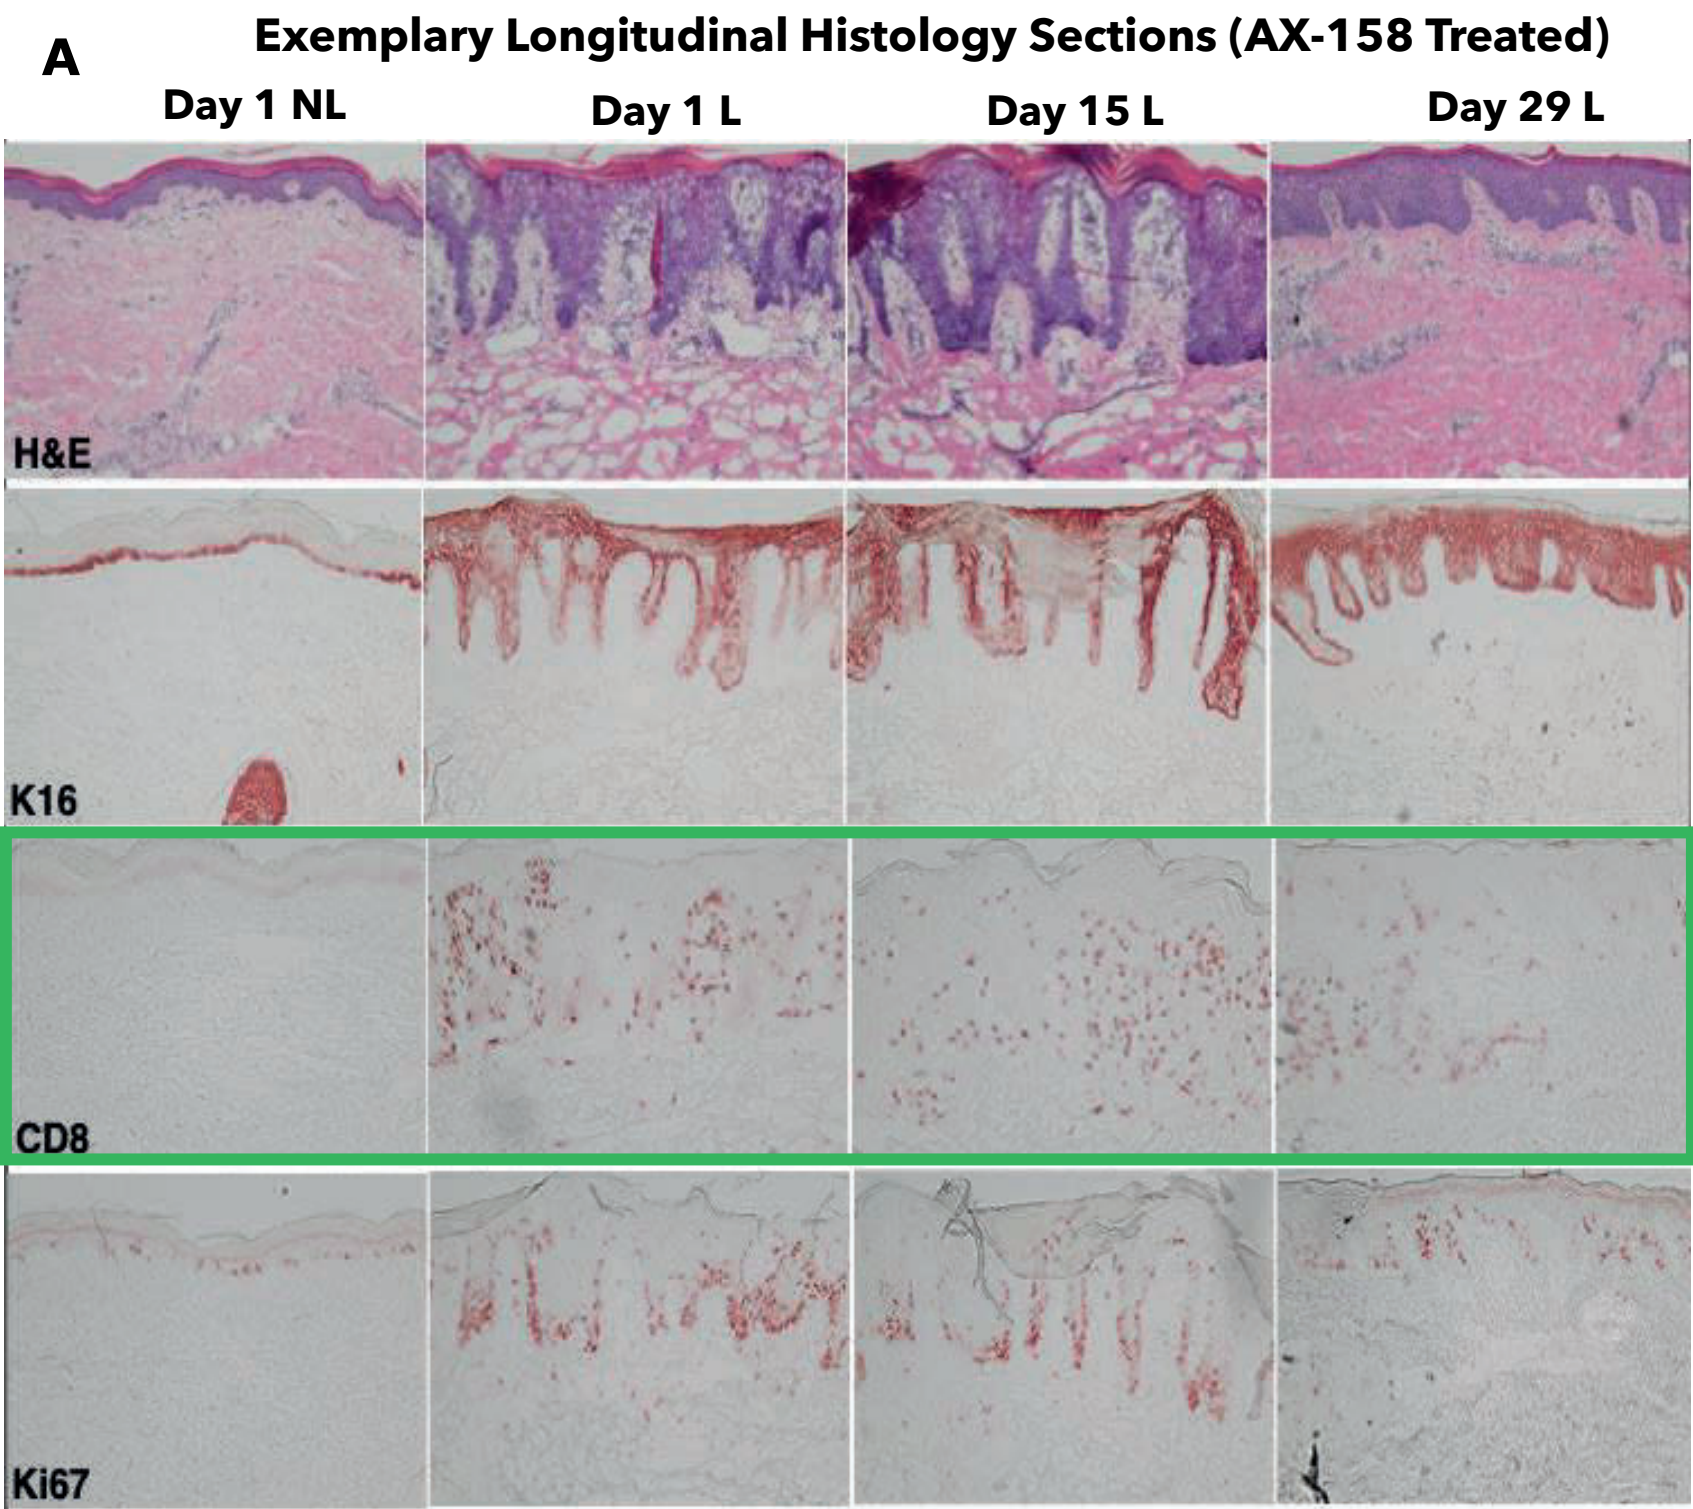 A
Exemplary Longitudinal Histology Sections (AX-158 Treated)
Day 1 NL
Day 1 L
Day 15 L
Day 29 L
H&E
K16
CD8
Ki67